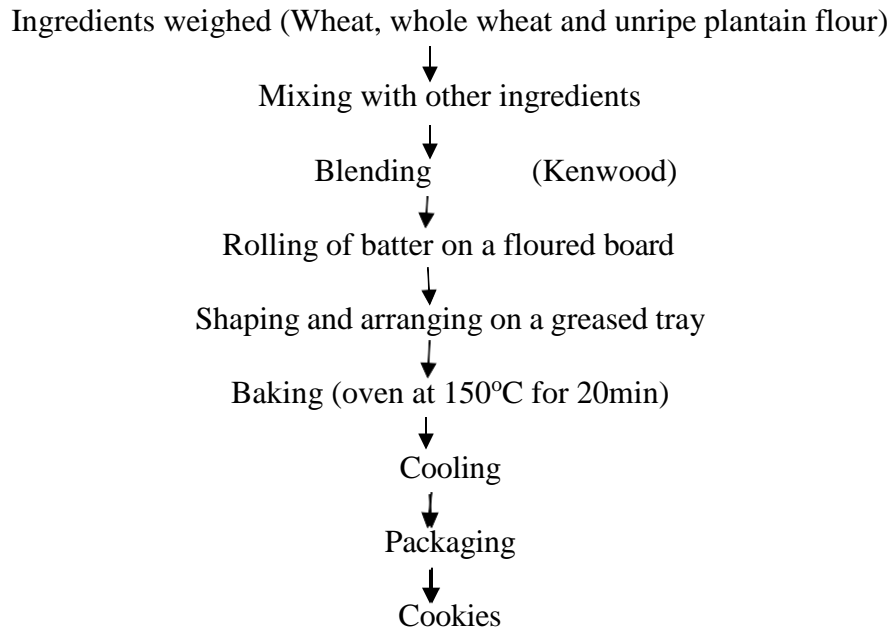 Ingredients weighed (Wheat, whole wheat and unripe plantain flour)
Mixing with other ingredients
Blending (Kenwood)
Rolling of batter on a floured board
Shaping and arranging on a greased tray
Baking (oven at 150°C for 20min)
Cooling
Packaging
Cookies